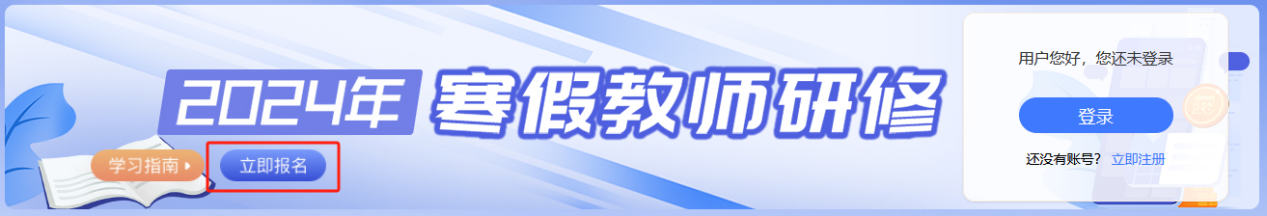 2024年 寒假教师研修
学习指南
立即报名
用户您好，您还未登录
登录
还没有账号？ 立即注册